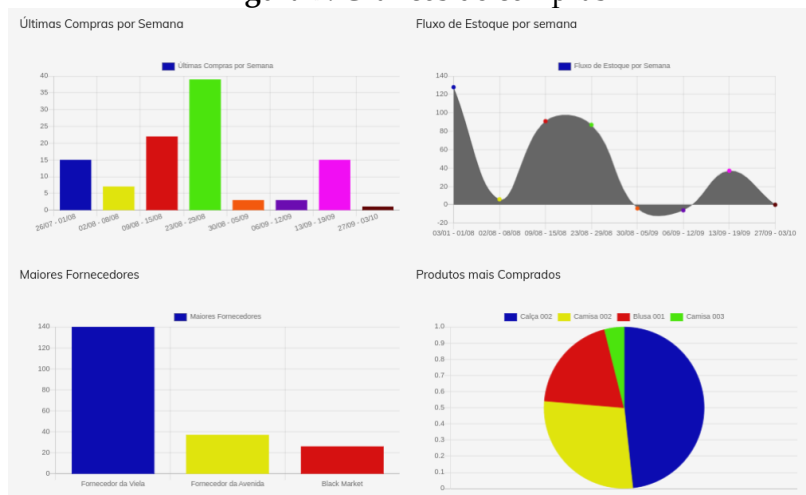 Últimas Compras por Semana
Últimas Compras por Semana
40
35
30
25
20
15
10
5
0
26/07 - 01/08
02/08 - 08/08
09/08 - 15/08
23/08 - 29/08
30/08 - 05/09
06/09 - 12/09
13/09 - 19/09
27/09 - 03/10
Fluxo de Estoque por semana
Fluxo de Estoque por Semana
140
120
100
80
60
40
20
0
-20
03/01 - 01/08 02/08 - 08/08 09/08 - 15/08 23/08 - 29/08 30/08 - 05/09 06/09 - 12/09 13/09 - 19/09 27/09 - 03/10
Maiores Fornecedores
Maiores Fornecedores
140
120
100
80
60
40
20
0
Fornecedor da Viela Fornecedor da Avenida Black Market
Produtos mais Comprados
Calça 002 Camisa 002 Blusa 001 Camisa 003
1.0
0.9
0.8
0.7
0.6
0.5
0.4
0.3
0.2
0.1
0